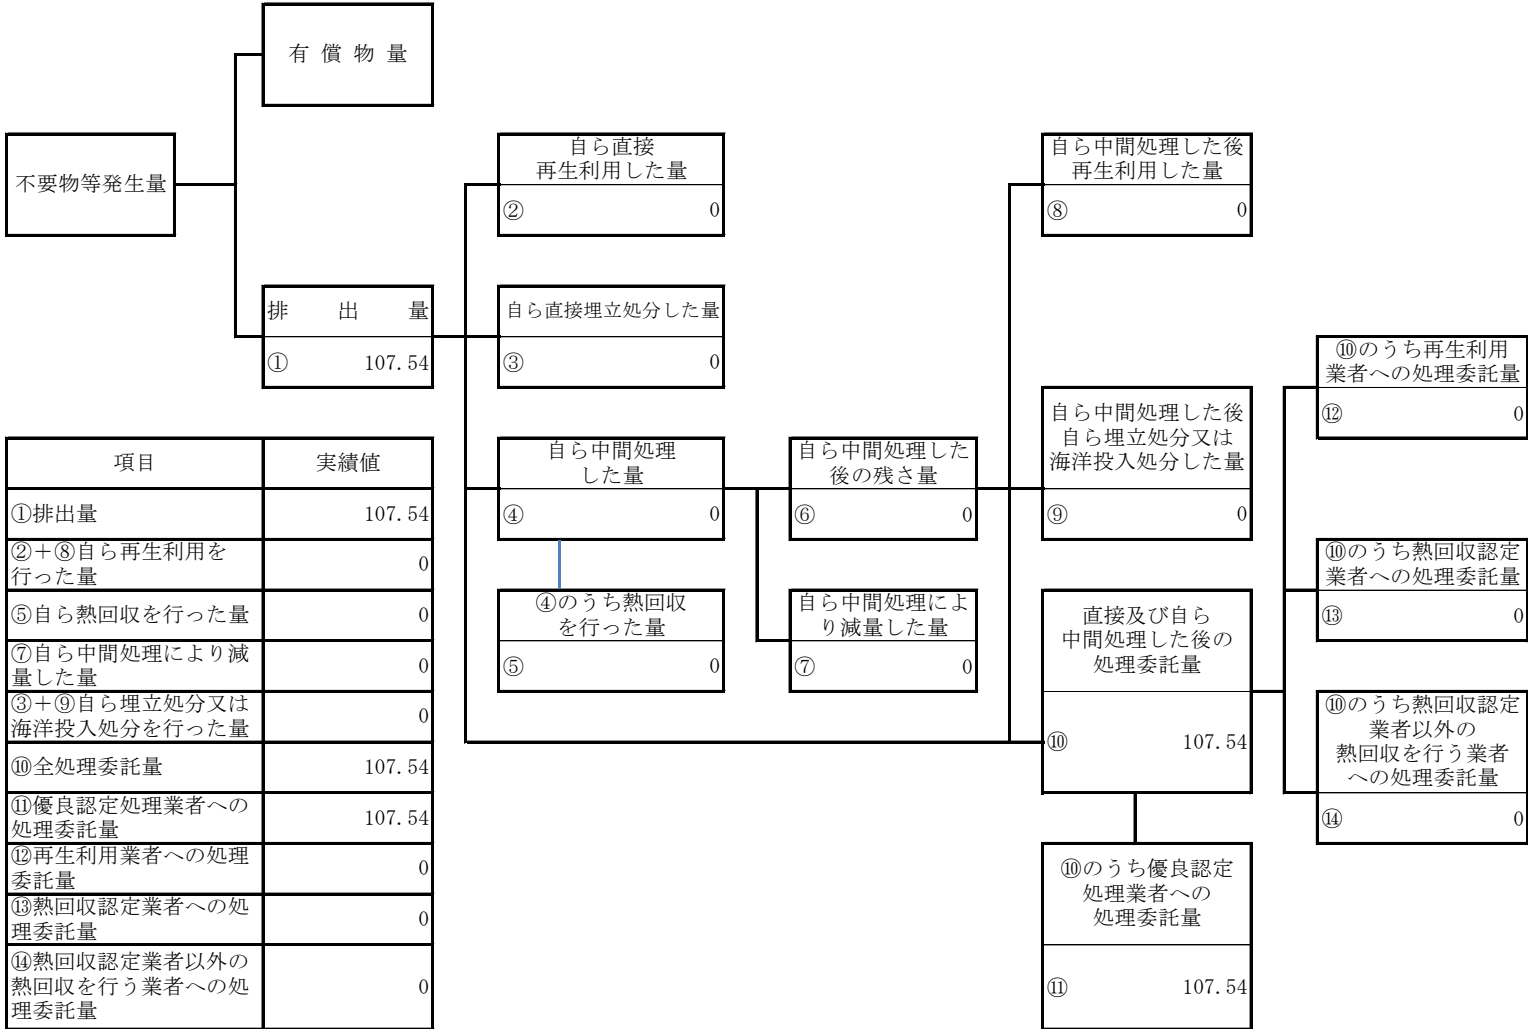 有償物量
不要物等発生量
自ら直接
再生利用した量
② 0
自ら中間処理した後
再生利用した量
⑧ 0
排出量
① 107.54
自ら直接埋立処分した量
③ 0
⑩のうち再生利用
業者への処理委託量
⑫ 0
自ら中間処理した後
自ら埋立処分又は
海洋投入処分した量
⑨ 0
自ら中間処理
した量
④ 0
自ら中間処理した
後の残さ量
⑥ 0
④のうち熱回収
を行った量
⑤ 0
自ら中間処理によ
り減量した量
⑦ 0
直接及び自ら
中間処理した後の
処理委託量
⑩ 107.54
⑩のうち熱回収認定
業者への処理委託量
⑬ 0
⑩のうち熱回収認定
業者以外の
熱回収を行う業者
への処理委託量
⑭ 0
⑩のうち優良認定
処理業者への
処理委託量
⑪ 107.54
項目 実績値
①排出量 107.54
②＋⑧自ら再生利用を
行った量 0
⑤自ら熱回収を行った量 0
⑦自ら中間処理により減
量した量 0
③＋⑨自ら埋立処分又は
海洋投入処分を行った量 0
⑩全処理委託量 107.54
⑪優良認定処理業者への
処理委託量 107.54
⑫再生利用業者への処理
委託量 0
⑬熱回収認定業者への処
理委託量 0
⑭熱回収認定業者以外の
熱回収を行う業者への処
理委託量 0